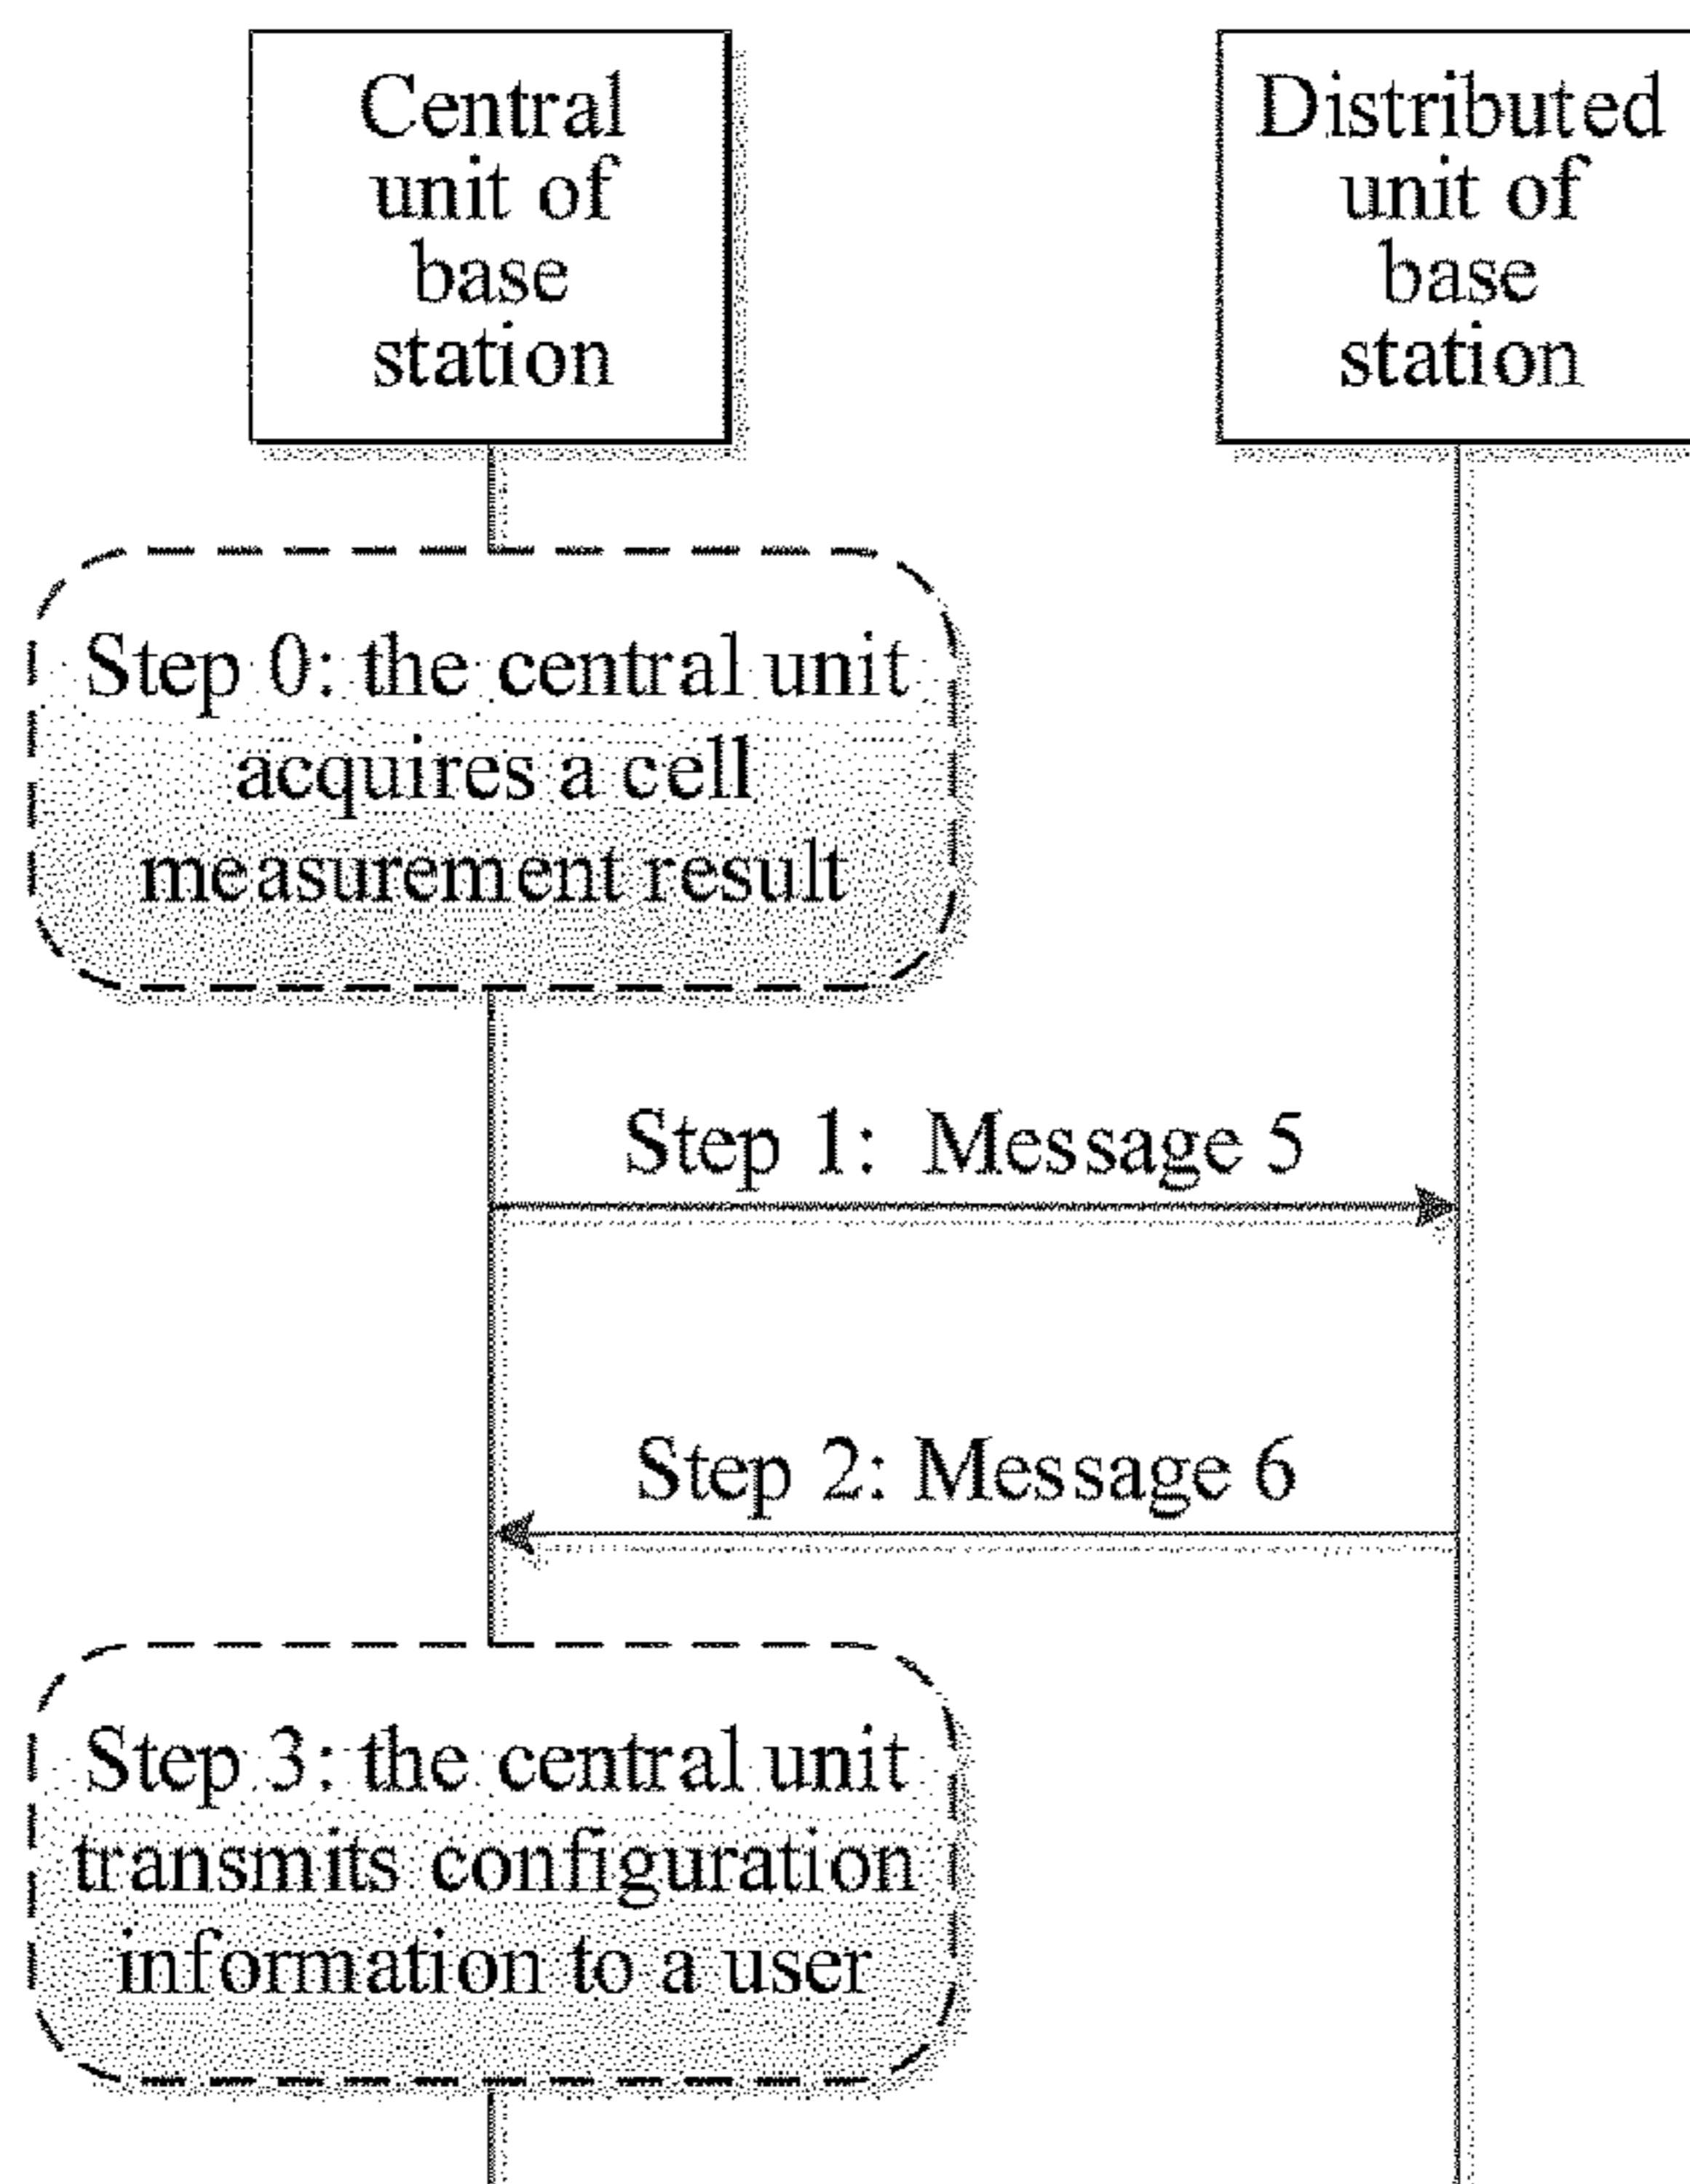 Central
unit of
base
station
Distributed
unit of
base
station
Step 0: the central unit
acquires a cell
measurement result
Step 1: Message 5
Step 2: Message 6
Step 3: the central unit
transmits configuration
information to a user